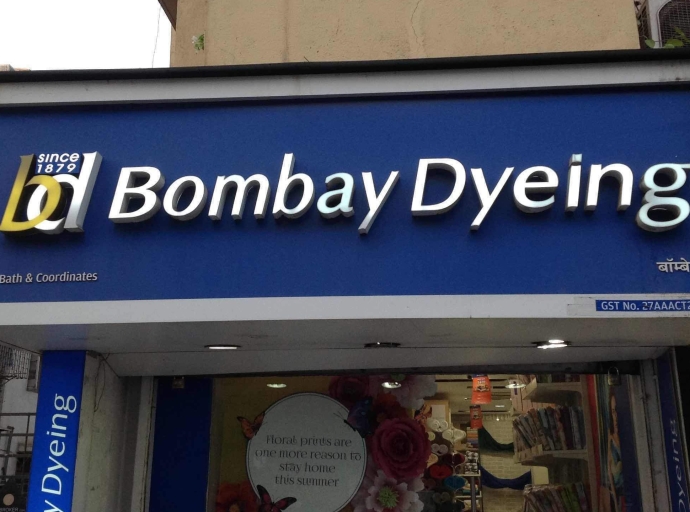 since
1879
bd
Bombay Dyeing
Bath & Coordinates
बॉम्बे
GST No. 27AAACT2
Dyeing
Floral prints are
one more reason to
stay home
this summer